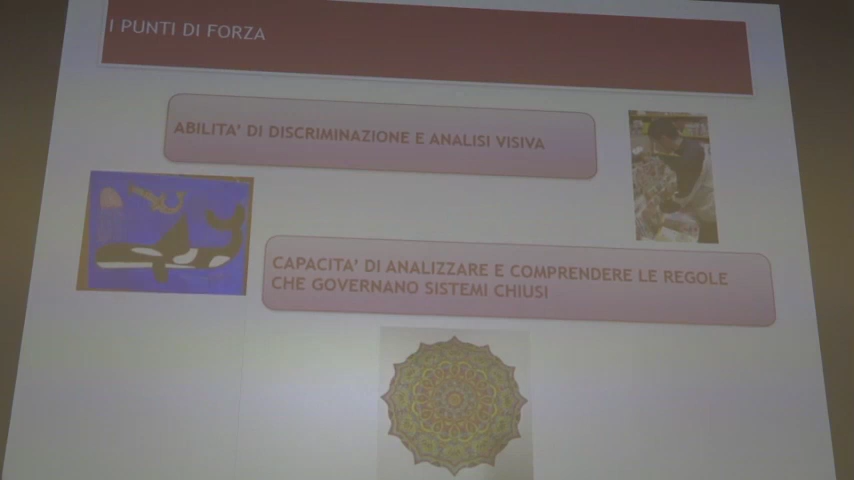 I PUNTI DI FORZA
ABILITA' DI DISCRIMINAZIONE E ANALISI VISIVA
CAPACITA' DI ANALIZZARE E COMPRENDERE LE REGOLE
CHE GOVERNANO SISTEMI CHIUSI